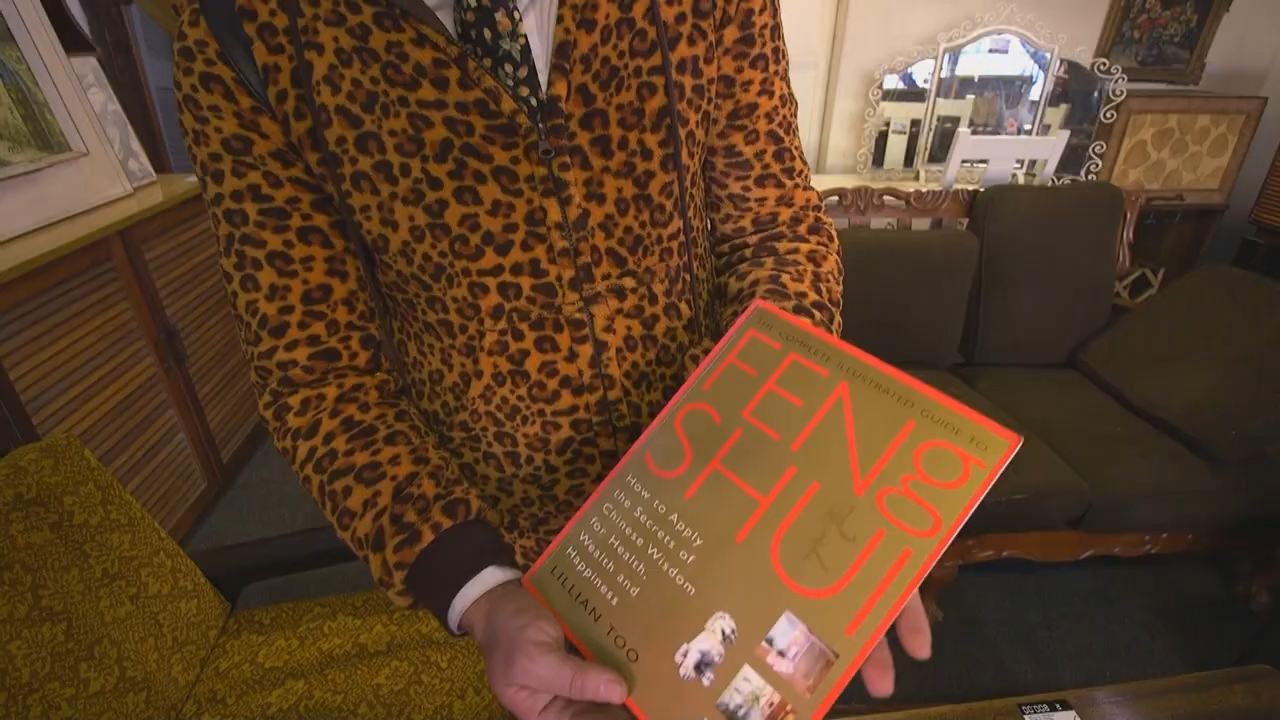 THE COMPLETE ILLUSTRATED GUIDE TO
FENg
SHUI
How to Apply
the Secrets of
Chinese Wisdom
for Health,
Wealth and
Happiness
LILLIAN TOO